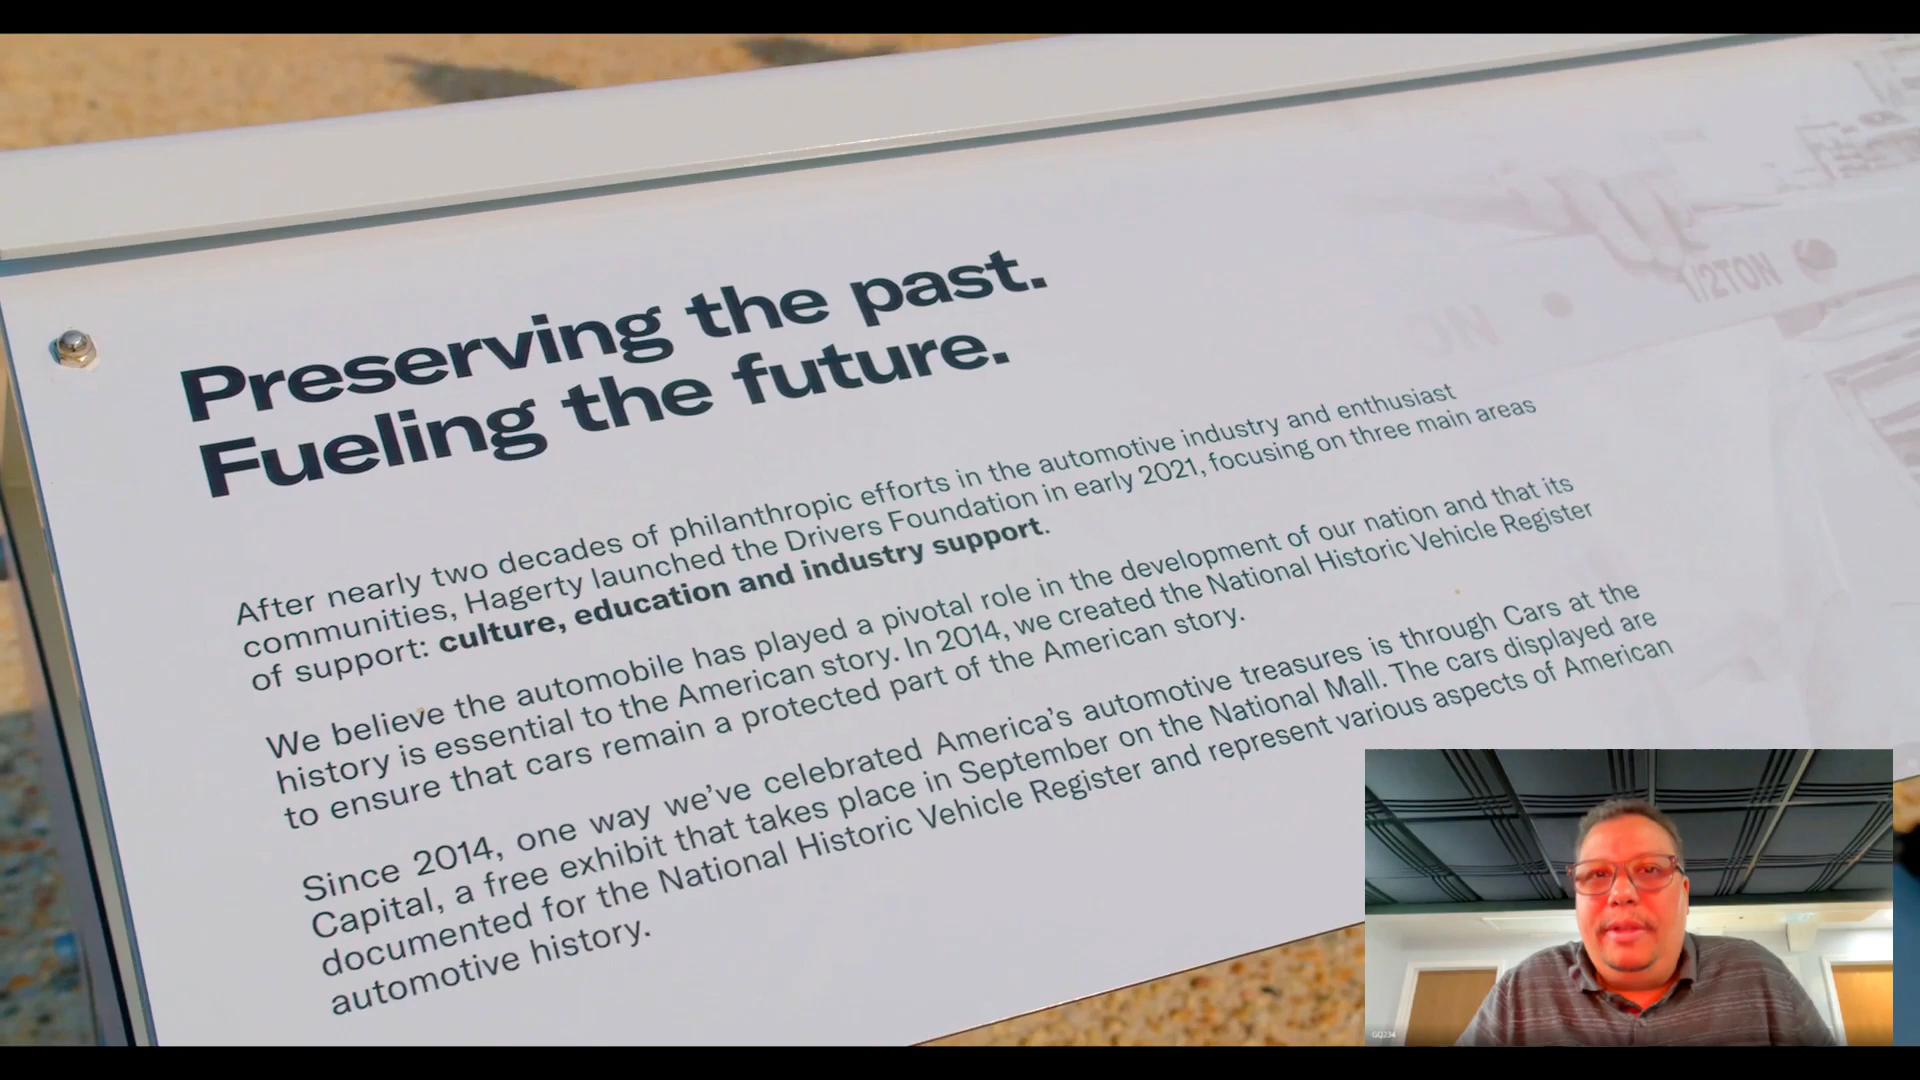 Preserving the past.
Fueling the future.
After nearly two decades of philanthropic efforts in the automotive industry and enthusiast
communities, Hagerty launched the Drivers Foundation in early 2021, focusing on three main areas
of support: culture, education and industry support.
We believe the automobile has played a pivotal role in the development of our nation and that its
history is essential to the American story. In 2014, we created the National Historic Vehicle Register
to ensure that cars remain a protected part of the American story.
Since 2014, one way we've celebrated America's automotive treasures is through Cars at the
Capital, a free exhibit that takes place in September on the National Mall. The cars displayed are
documented for the National Historic Vehicle Register and represent various aspects of American
automotive history.
1/2TON
GQ234